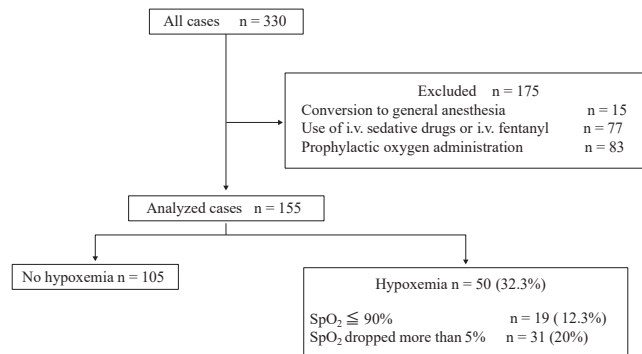 All cases n = 330
Excluded n = 175
Conversion to general anesthesia n = 15
Use of i.v. sedative drugs or i.v. fentanyl n = 77
Prophylactic oxygen administration n = 83
Analyzed cases n = 155
No hypoxemia n = 105
Hypoxemia n = 50 (32.3%)
SpO₂ ≦ 90% n = 19 ( 12.3%)
SpO₂ dropped more than 5% n = 31 (20%)